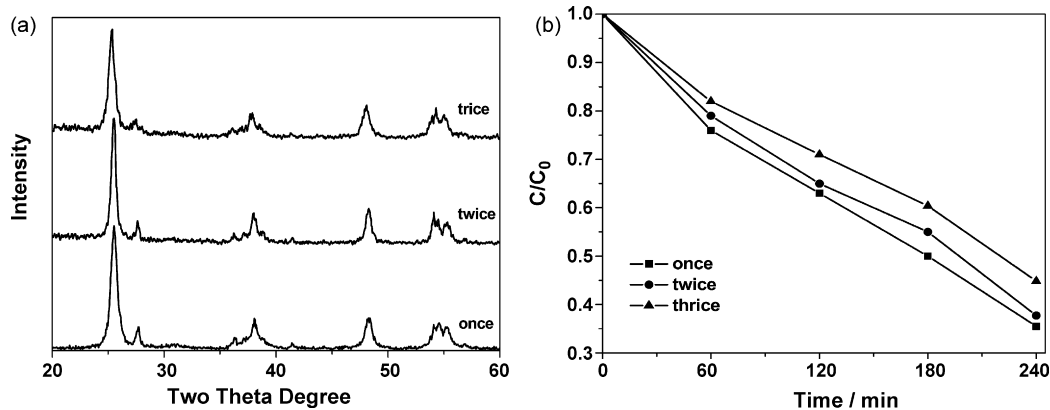 (a)
Intensity
trice
twice
once
20 30 40 50 60
Two Theta Degree
(b)
C/C0
1.0
0.9
0.8
0.7
0.6
0.5
0.4
0.3
once
twice
thrice
0 60 120 180 240
Time / min